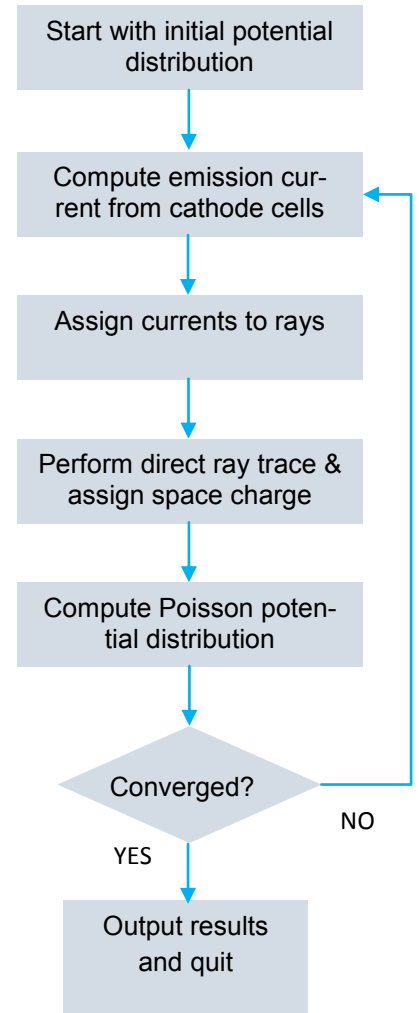 Start with initial potential
distribution
Compute emission cur-
rent from cathode cells
Assign currents to rays
Perform direct ray trace &
assign space charge
Compute Poisson poten-
tial distribution
Converged?
NO
YES
Output results
and quit